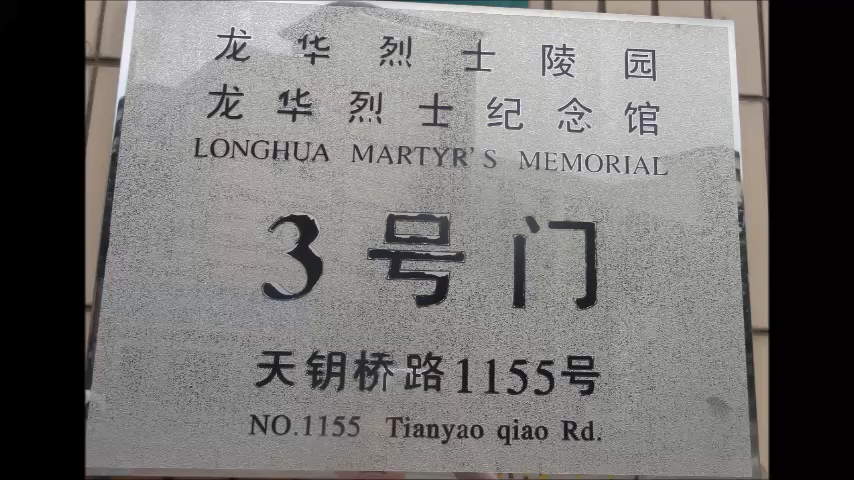 龙华烈士陵园
龙华烈士纪念馆
LONGHUA MARTYR'S MEMORIAL
3号门
天钥桥路1155号
NO.1155 Tianyao qiao Rd.